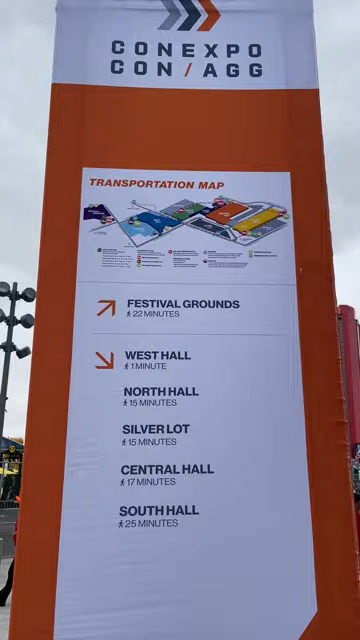 CONEXPO
CON/AGG
TRANSPORTATION MAP
FESTIVAL GROUNDS
22 MINUTES
WEST HALL
1 MINUTE
NORTH HALL
15 MINUTES
SILVER LOT
15 MINUTES
CENTRAL HALL
17 MINUTES
SOUTH HALL
25 MINUTES